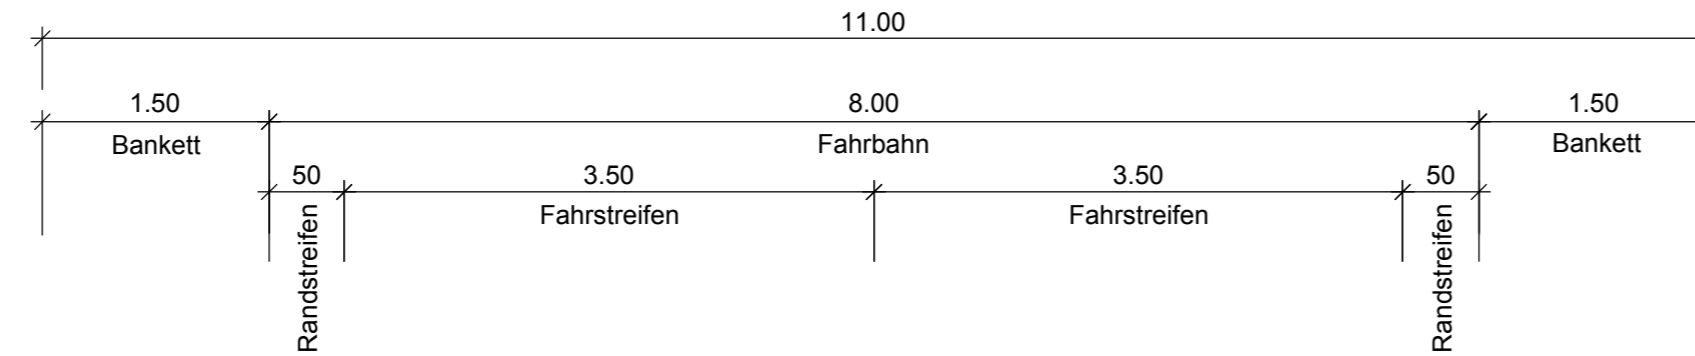 11.00
1.50 8.00 1.50
Bankett Fahrbahn Bankett
50 3.50 3.50 50
Fahrstreifen Fahrstreifen
Randstreifen Randstreifen